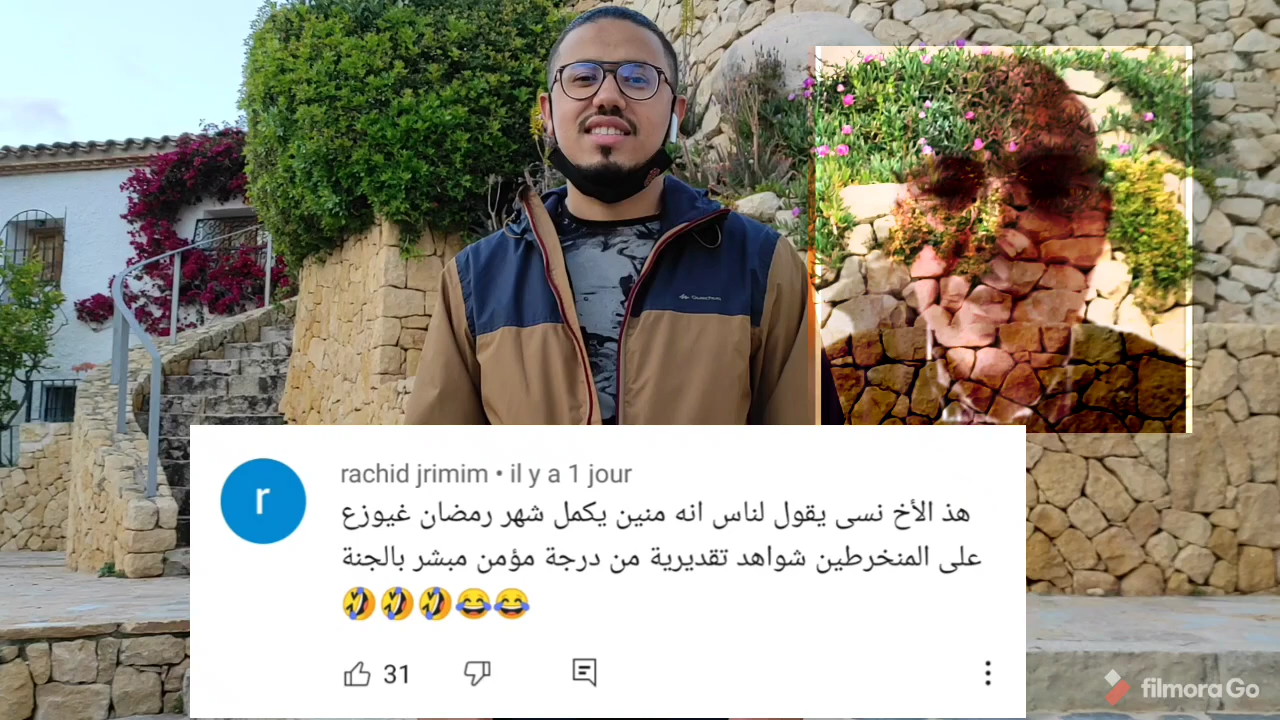 rachid jrimim • il y a 1 jour
هذ الأخ نسى يقول لناس انه منين يكمل شهر رمضان غيوزع
على المنخرطين شواهد تقديرية من درجة مؤمن مبشر بالجنة
🤣🤣🤣😂😂
r
31
Quechua
filmoraGo